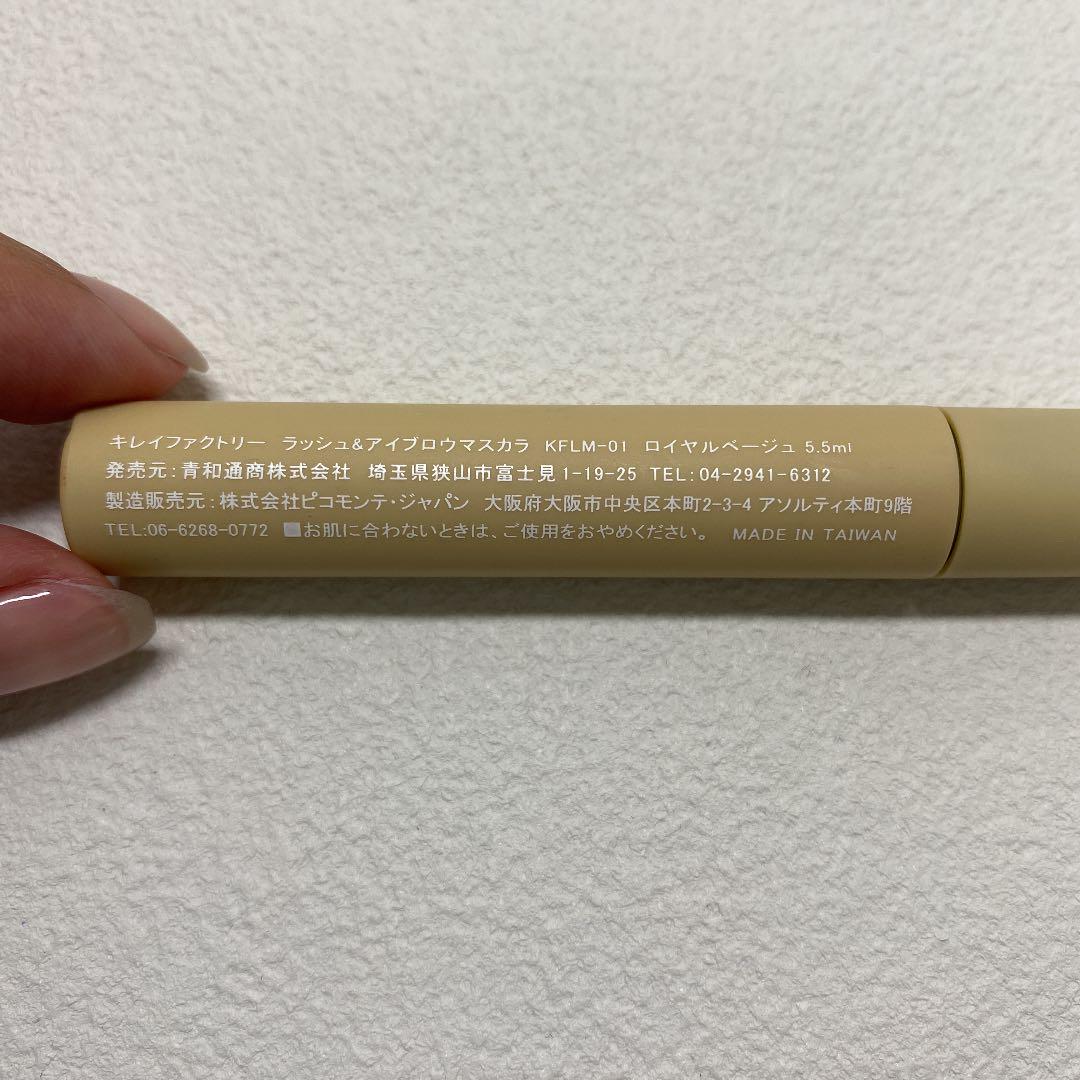 キレイファクトリー ラッシュ&アイブロウマスカラ KFLM-01 ロイヤルベージュ 5.5ml
発売元:青和通商株式会社 埼玉県狭山市富士見1-19-25 TEL:04-2941-6312
製造販売元:株式会社ピコモンテ・ジャパン 大阪府大阪市中央区本町2-3-4 アソルティ本町9階
TEL:06-6268-0772 ■お肌に合わないときは、ご使用をおやめください。 MADE IN TAIWAN